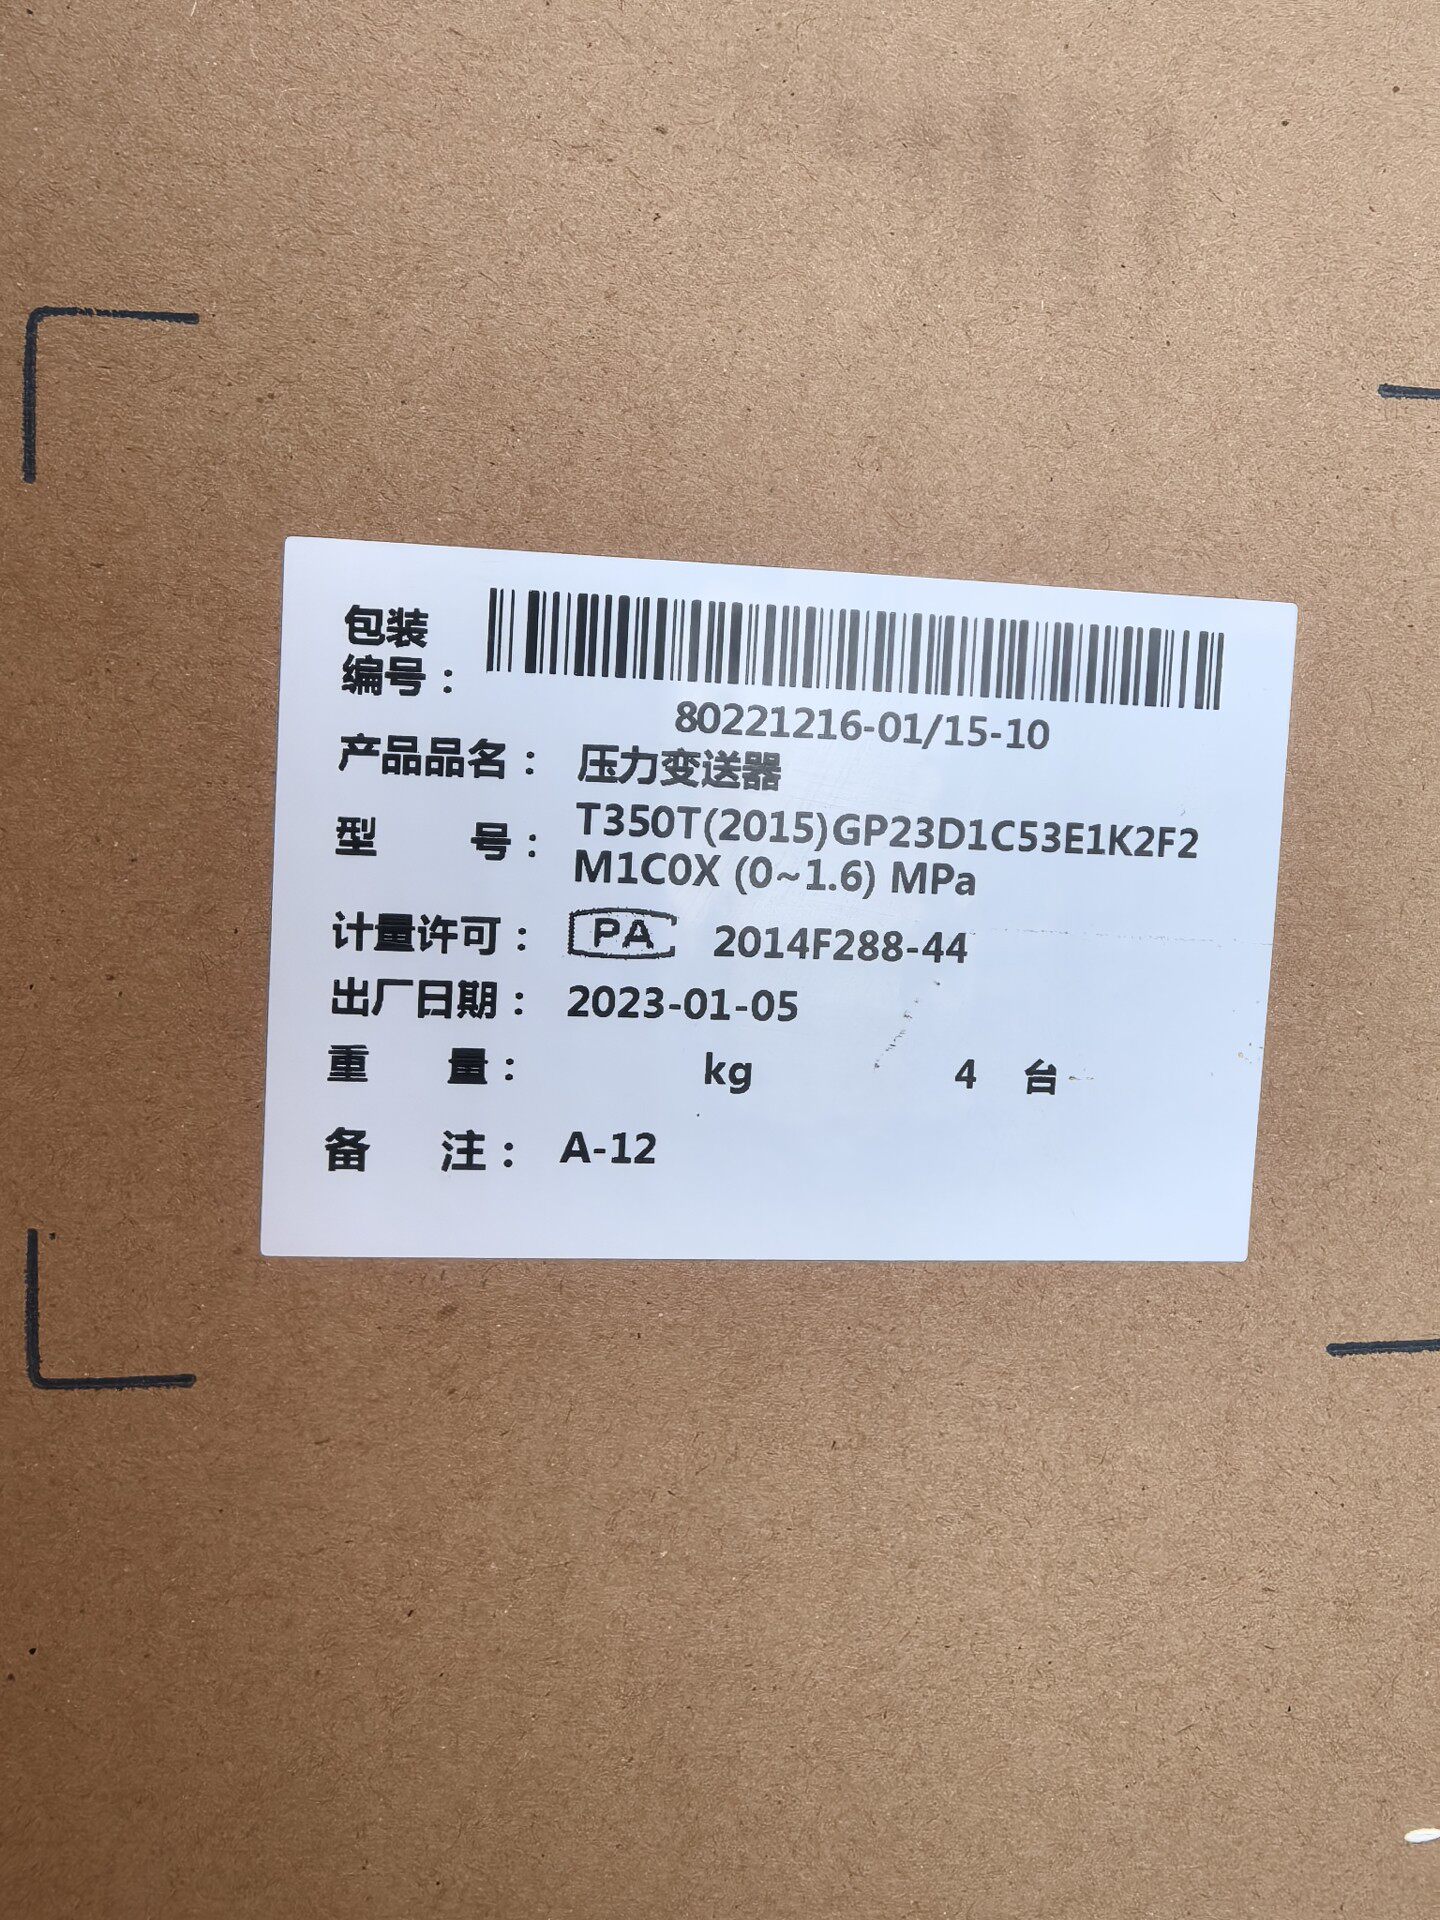 包装
编号：
80221216-01/15-10
产品品名： 压力变送器
型 号： T350T(2015)GP23D1C53E1K2F2
M1C0X (0~1.6) MPa
计量许可： PA 2014F288-44
出厂日期： 2023-01-05
重 量： kg 4 台
备 注： A-12